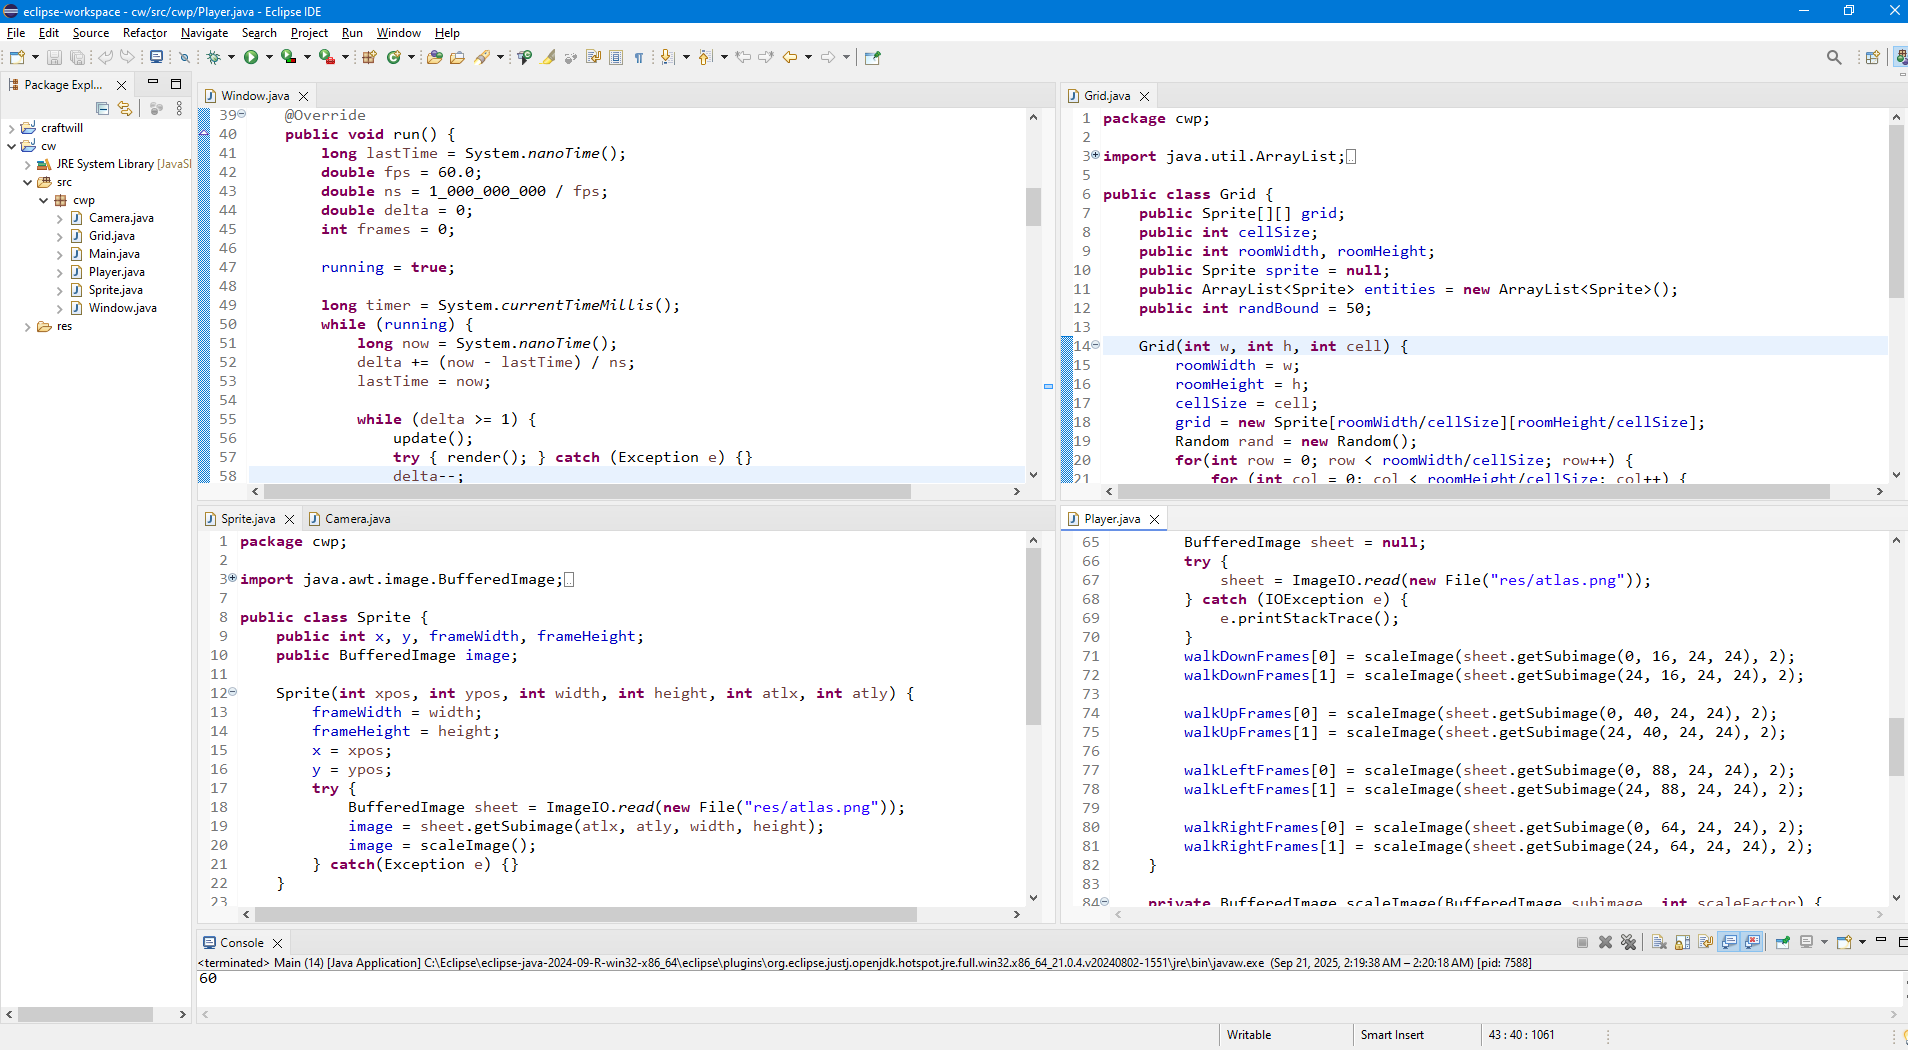 eclipse-workspace - cw/src/cwp/Player.java - Eclipse IDE
File Edit Source Refactor Navigate Search Project Run Window Help
Package Expl...
craftwill
cw
JRE System Library [JavaSE
src
cwp
Camera.java
Grid.java
Main.java
Player.java
Sprite.java
Window.java
res
Window.java
39 @Override
40 public void run() {
41 long lastTime = System.nanoTime();
42 double fps = 60.0;
43 double ns = 1_000_000_000 / fps;
44 double delta = 0;
45 int frames = 0;
46
47 running = true;
48
49 long timer = System.currentTimeMillis();
50 while (running) {
51 long now = System.nanoTime();
52 delta += (now - lastTime) / ns;
53 lastTime = now;
54
55 while (delta >= 1) {
56 update();
57 try { render(); } catch (Exception e) {}
58 delta--;
Grid.java
1 package cwp;
2
3 import java.util.ArrayList;
5
6 public class Grid {
7 public Sprite[][] grid;
8 public int cellSize;
9 public int roomWidth, roomHeight;
10 public Sprite sprite = null;
11 public ArrayList<Sprite> entities = new ArrayList<Sprite>();
12 public int randBound = 50;
13
14 Grid(int w, int h, int cell) {
15 roomWidth = w;
16 roomHeight = h;
17 cellSize = cell;
18 grid = new Sprite[roomWidth/cellSize][roomHeight/cellSize];
19 Random rand = new Random();
20 for(int row = 0; row < roomWidth/cellSize; row++) {
21 for (int col = 0; col < roomHeight/cellSize; col++) {
Sprite.java Camera.java
1 package cwp;
2
3 import java.awt.image.BufferedImage;
7
8 public class Sprite {
9 public int x, y, frameWidth, frameHeight;
10 public BufferedImage image;
11
12 Sprite(int xpos, int ypos, int width, int height, int atlx, int atly) {
13 frameWidth = width;
14 frameHeight = height;
15 x = xpos;
16 y = ypos;
17 try {
18 BufferedImage sheet = ImageIO.read(new File("res/atlas.png"));
19 image = sheet.getSubimage(atlx, atly, width, height);
20 image = scaleImage();
21 } catch(Exception e) {}
22 }
23
Player.java
65 BufferedImage sheet = null;
66 try {
67 sheet = ImageIO.read(new File("res/atlas.png"));
68 } catch (IOException e) {
69 e.printStackTrace();
70 }
71 walkDownFrames[0] = scaleImage(sheet.getSubimage(0, 16, 24, 24), 2);
72 walkDownFrames[1] = scaleImage(sheet.getSubimage(24, 16, 24, 24), 2);
73
74 walkUpFrames[0] = scaleImage(sheet.getSubimage(0, 40, 24, 24), 2);
75 walkUpFrames[1] = scaleImage(sheet.getSubimage(24, 40, 24, 24), 2);
76
77 walkLeftFrames[0] = scaleImage(sheet.getSubimage(0, 88, 24, 24), 2);
78 walkLeftFrames[1] = scaleImage(sheet.getSubimage(24, 88, 24, 24), 2);
79
80 walkRightFrames[0] = scaleImage(sheet.getSubimage(0, 64, 24, 24), 2);
81 walkRightFrames[1] = scaleImage(sheet.getSubimage(24, 64, 24, 24), 2);
82 }
83
84 private BufferedImage scaleImage(BufferedImage subimage, int scaleFactor) {
Console
<terminated> Main (14) [Java Application] C:\Eclipse\eclipse-java-2024-09-R-win32-x86_64\eclipse\plugins\org.eclipse.justj.openjdk.hotspot.jre.full.win32.x86_64_21.0.4.v20240802-1551\jre\bin\javaw.exe (Sep 21, 2025, 2:19:38 AM – 2:20:18 AM) [pid: 7588]
60
Writable Smart Insert 43 : 40 : 1061